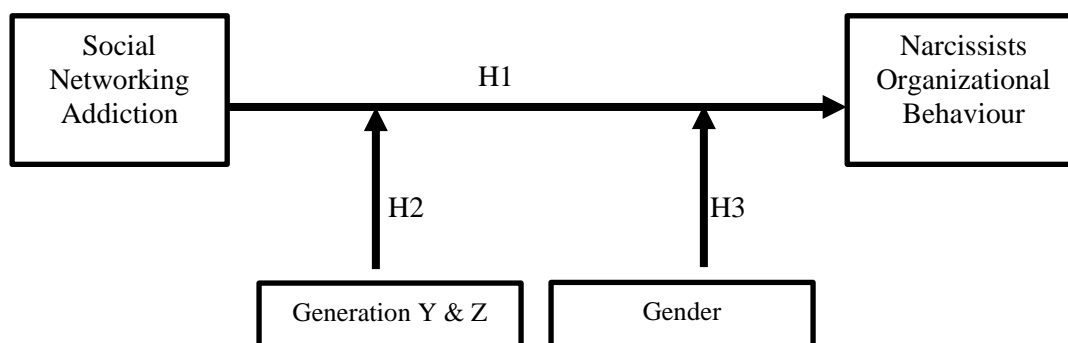 Social
Networking
Addiction
H1
Narcissists
Organizational
Behaviour
H2
H3
Generation Y & Z
Gender